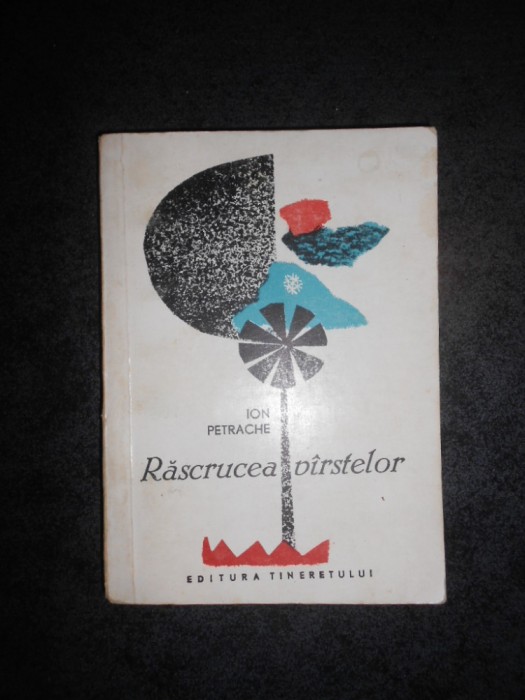 ION
PETRACHE
Răscrucea vîrstelor
EDITURA TINERETULUI